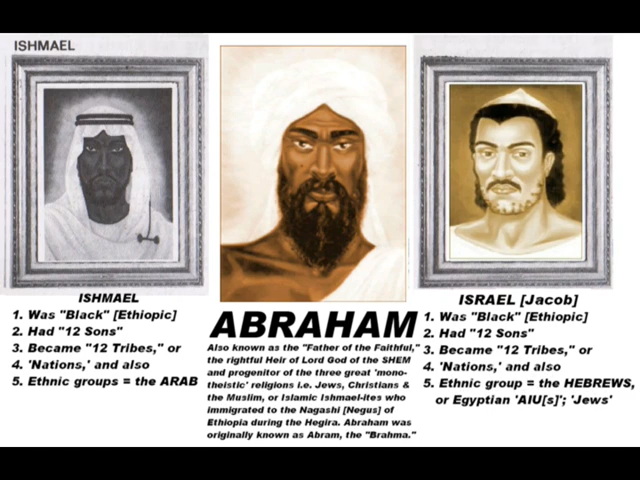 ISHMAEL
ISHMAEL
1. Was "Black" [Ethiopic]
2. Had "12 Sons"
3. Became "12 Tribes," or
4. 'Nations,' and also
5. Ethnic groups = the ARAB
ABRAHAM
Also known as the "Father of the Faithful,"
the rightful Heir of Lord God of the SHEM
and progenitor of the three great 'mono-
theistic' religions i.e. Jews, Christians &
the Muslim, or Islamic Ishmael-ites who
immigrated to the Nagashi [Negus] of
Ethiopia during the Hegira. Abraham was
originally known as Abram, the "Brahma."
ISRAEL [Jacob]
1. Was "Black" [Ethiopic]
2. Had "12 Sons"
3. Became "12 Tribes," or
4. 'Nations,' and also
5. Ethnic group = the HEBREWS,
or Egyptian 'AIU[s]'; 'Jews'